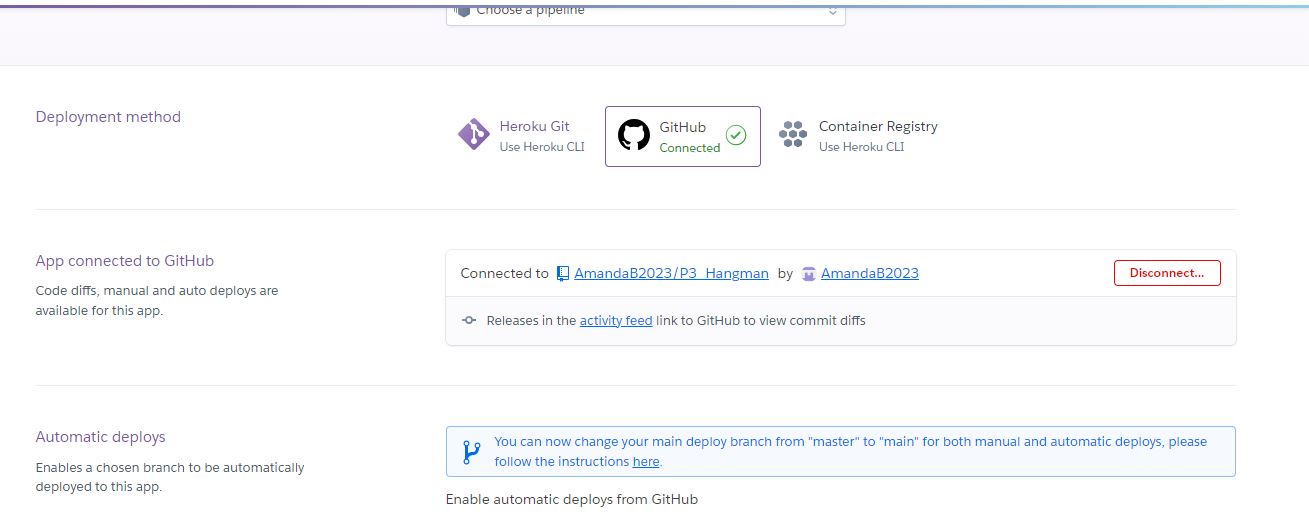 Choose a pipeline
Deployment method
Heroku Git
Use Heroku CLI
GitHub
Connected
Container Registry
Use Heroku CLI
App connected to GitHub
Code diffs, manual and auto deploys are
available for this app.
Connected to AmandaB2023/P3_Hangman by AmandaB2023
Disconnect...
Releases in the activity feed link to GitHub to view commit diffs
Automatic deploys
Enables a chosen branch to be automatically
deployed to this app.
You can now change your main deploy branch from "master" to "main" for both manual and automatic deploys, please
follow the instructions here.
Enable automatic deploys from GitHub